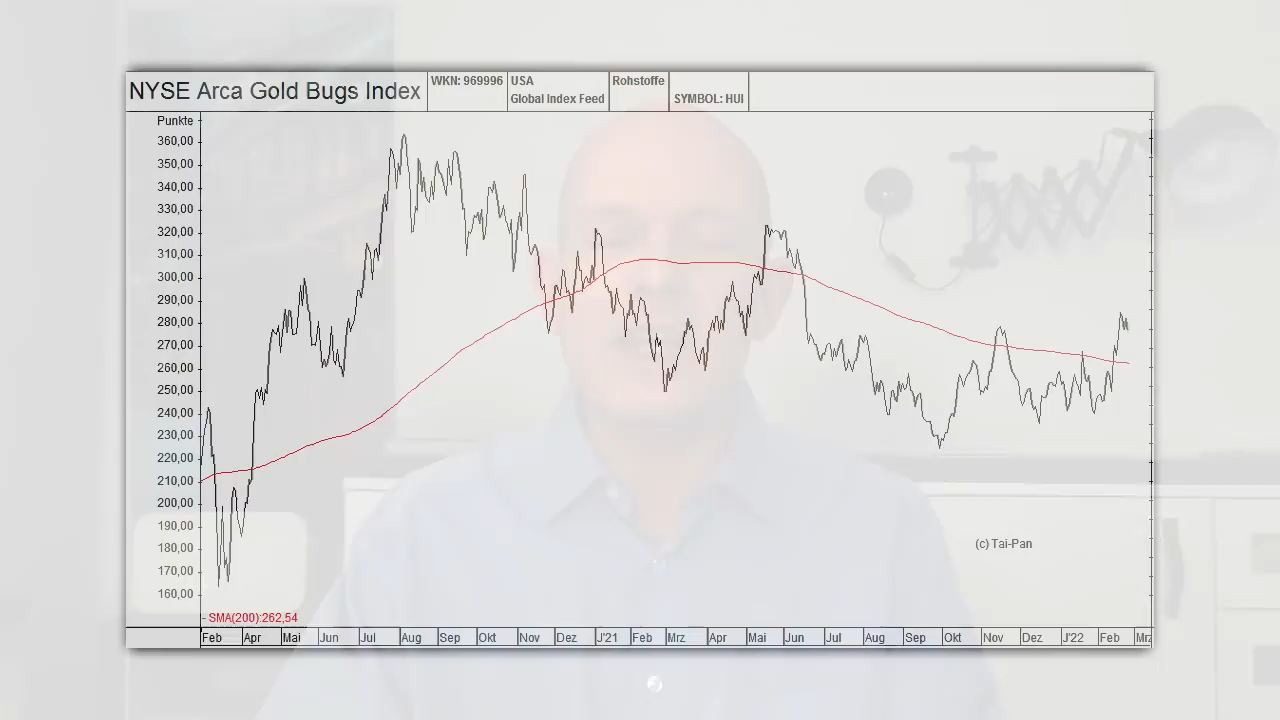 NYSE Arca Gold Bugs Index
WKN: 969996
USA
Global Index Feed
Rohstoffe
SYMBOL: HUI
Punkte
360,00
350,00
340,00
330,00
320,00
310,00
300,00
290,00
280,00
270,00
260,00
250,00
240,00
230,00
220,00
210,00
200,00
190,00
180,00
170,00
160,00
(c) Tai-Pan
- SMA(200):262,54
Feb Apr Mai Jun Jul Aug Sep Okt Nov Dez J'21 Feb Mrz Apr Mai Jun Jul Aug Sep Okt Nov Dez J'22 Feb Mrz